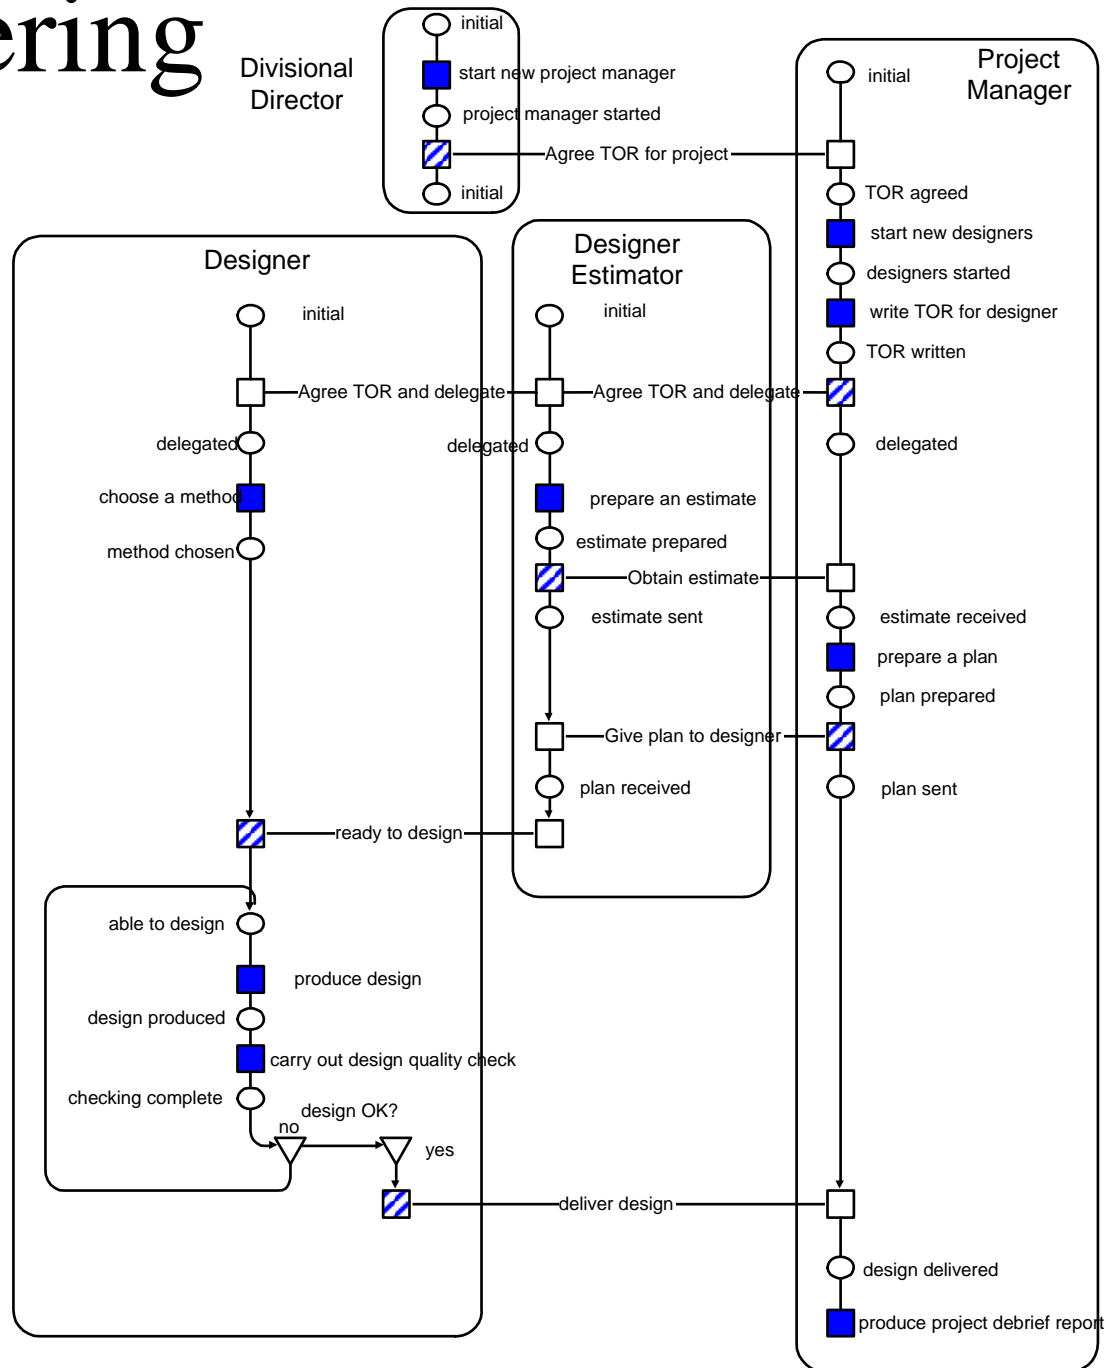 ering
initial
Divisional
Director
start new project manager
project manager started
Agree TOR for project
initial
Project
Manager
initial
TOR agreed
start new designers
designers started
write TOR for designer
TOR written
delegated
estimate received
prepare a plan
plan prepared
plan sent
design delivered
produce project debrief report
Designer
Estimator
initial
Agree TOR and delegate
delegated
prepare an estimate
estimate prepared
Obtain estimate
estimate sent
Give plan to designer
plan received
Designer
initial
Agree TOR and delegate
delegated
choose a method
method chosen
ready to design
able to design
produce design
design produced
carry out design quality check
checking complete
design OK?
no
yes
deliver design